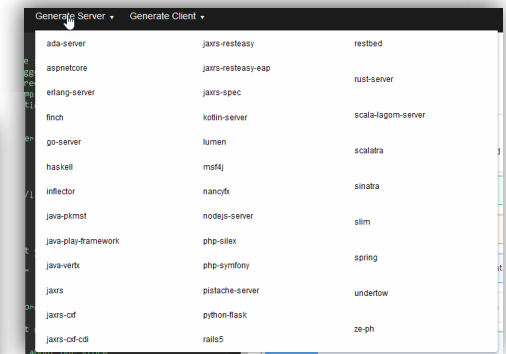 Generate Server ▾ Generate Client ▾
ada-server
aspnetcore
erlang-server
finch
go-server
haskell
inflector
java-pkmst
java-play-framework
java-vertx
jaxrs
jaxrs-cxf
jaxrs-cxf-cdi
jaxrs-resteasy
jaxrs-resteasy-eap
jaxrs-spec
kotlin-server
lumen
msf4j
nancyfx
nodejs-server
php-silex
php-symfony
pistache-server
python-flask
rails5
restbed
rust-server
scala-lagom-server
scalatra
sinatra
slim
spring
undertow
ze-ph